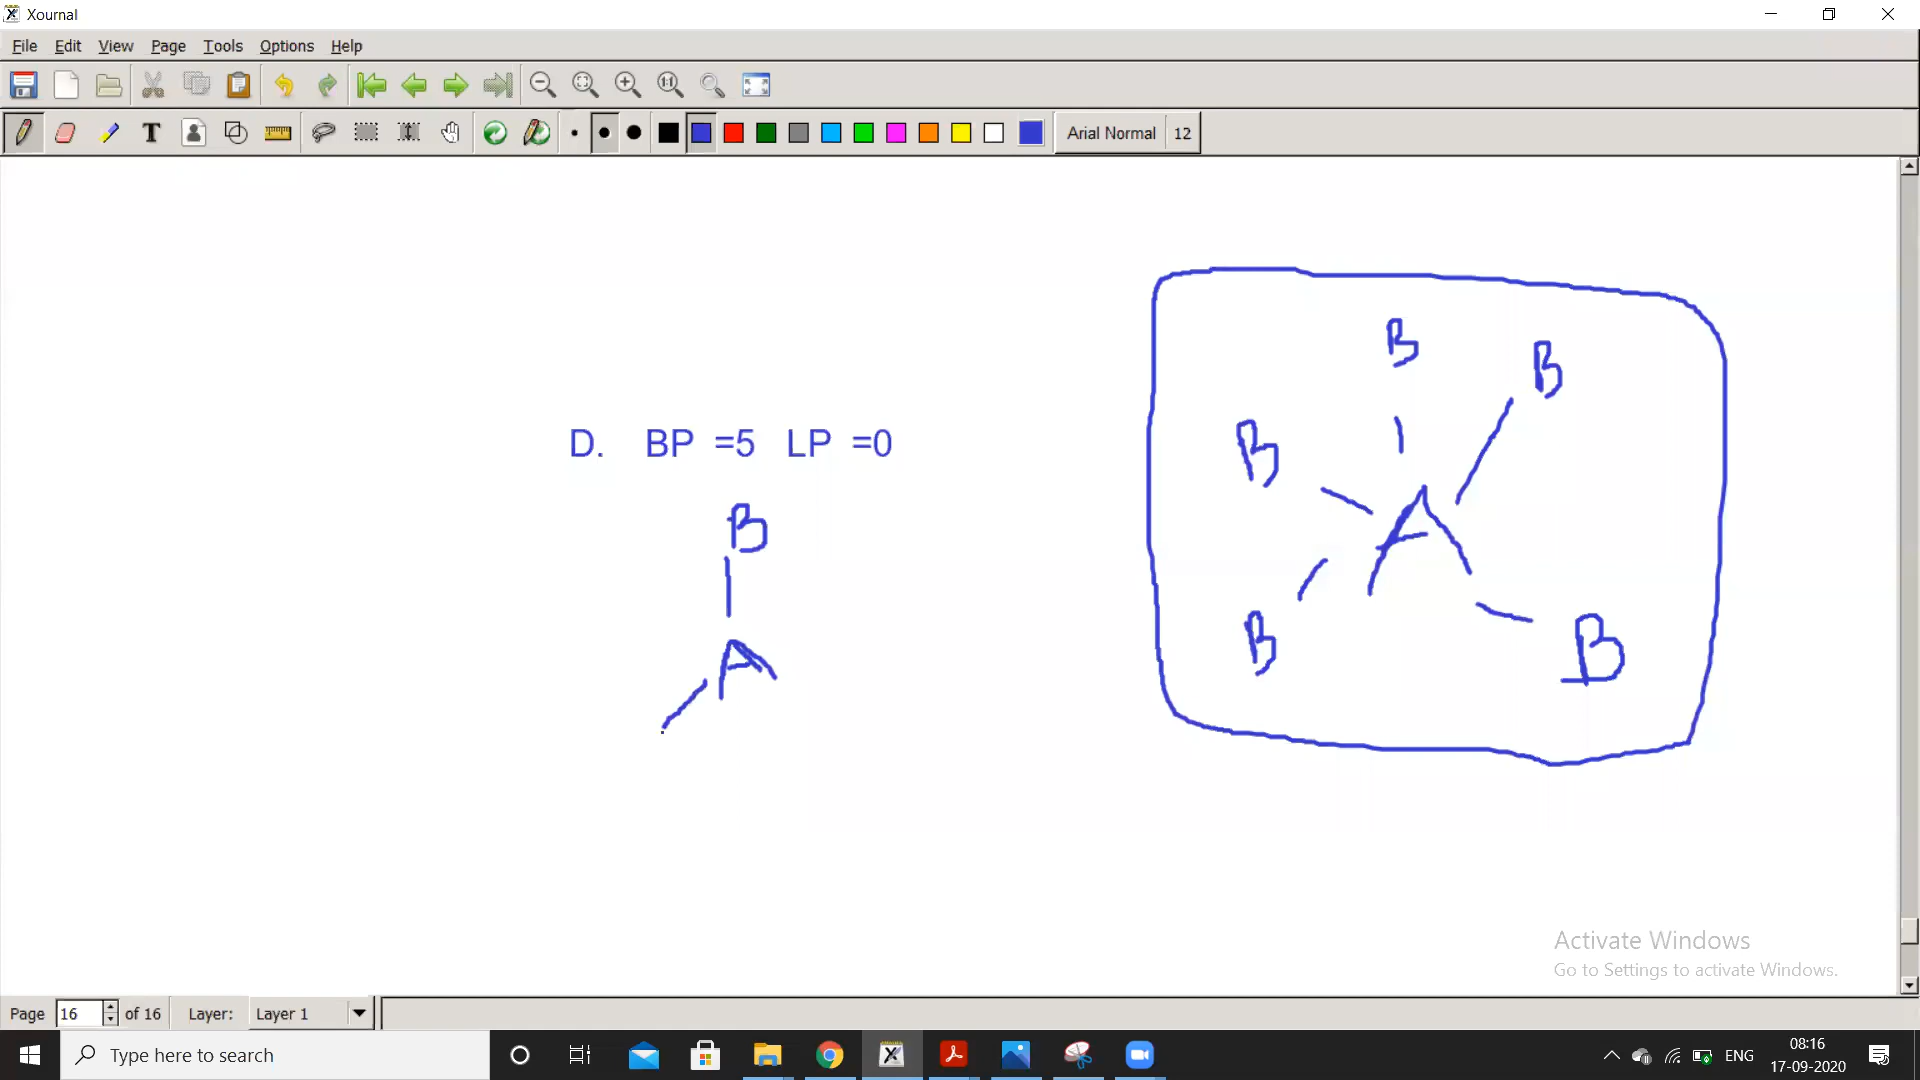 Xournal
File Edit View Page Tools Options Help
T 1:1 Arial Normal 12
D. BP =5 LP =0
B
A
B B
B
A
B B
Activate Windows
Go to Settings to activate Windows.
Page 16 of 16 Layer: Layer 1
Type here to search
ENG
08:16
17-09-2020